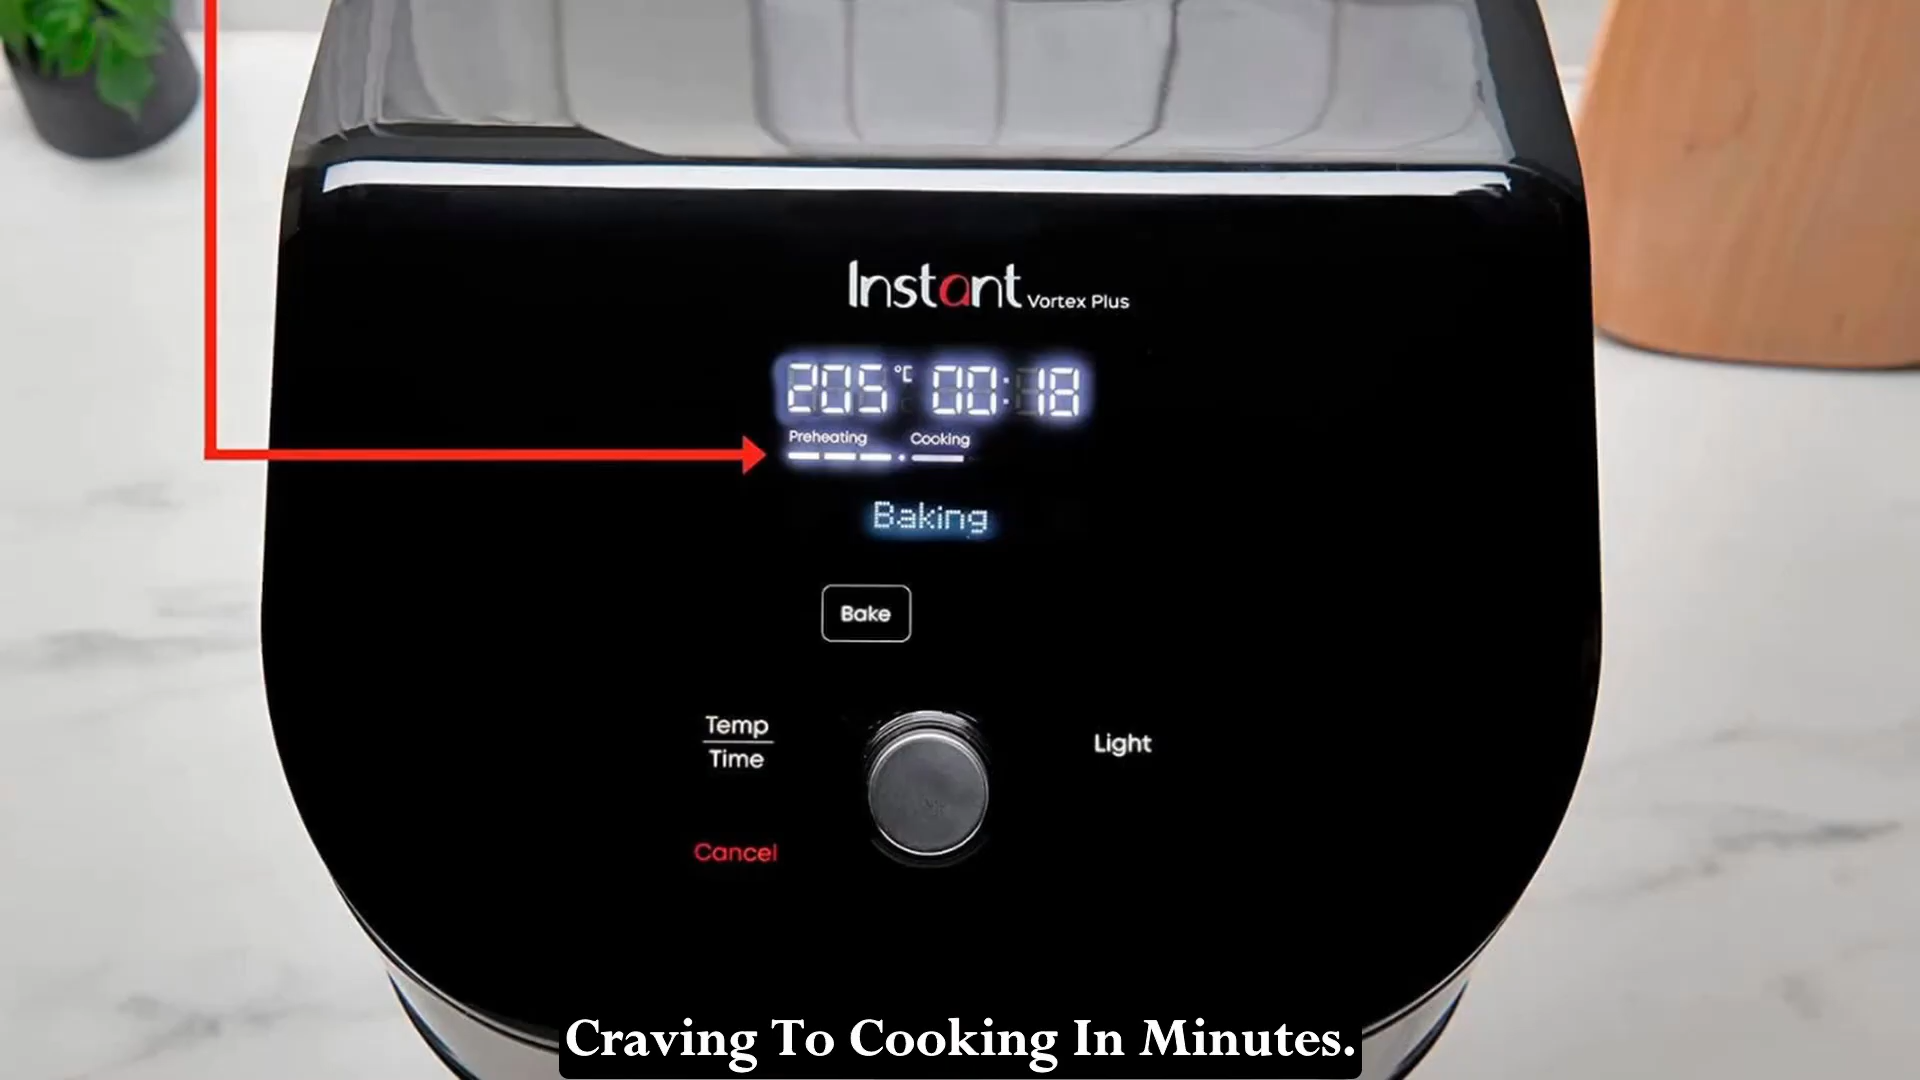 Instant Vortex Plus
205 °C 00:18
Preheating Cooking
Baking
Bake
Temp
Time
Light
Cancel
Craving To Cooking In Minutes.